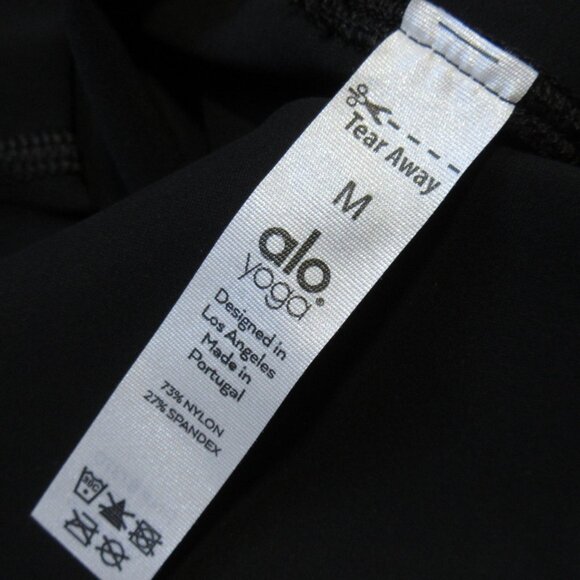 Tear Away
M
alo
yoga®
Designed in
Los Angeles
Made in
Portugal
73% NYLON
27% SPANDEX